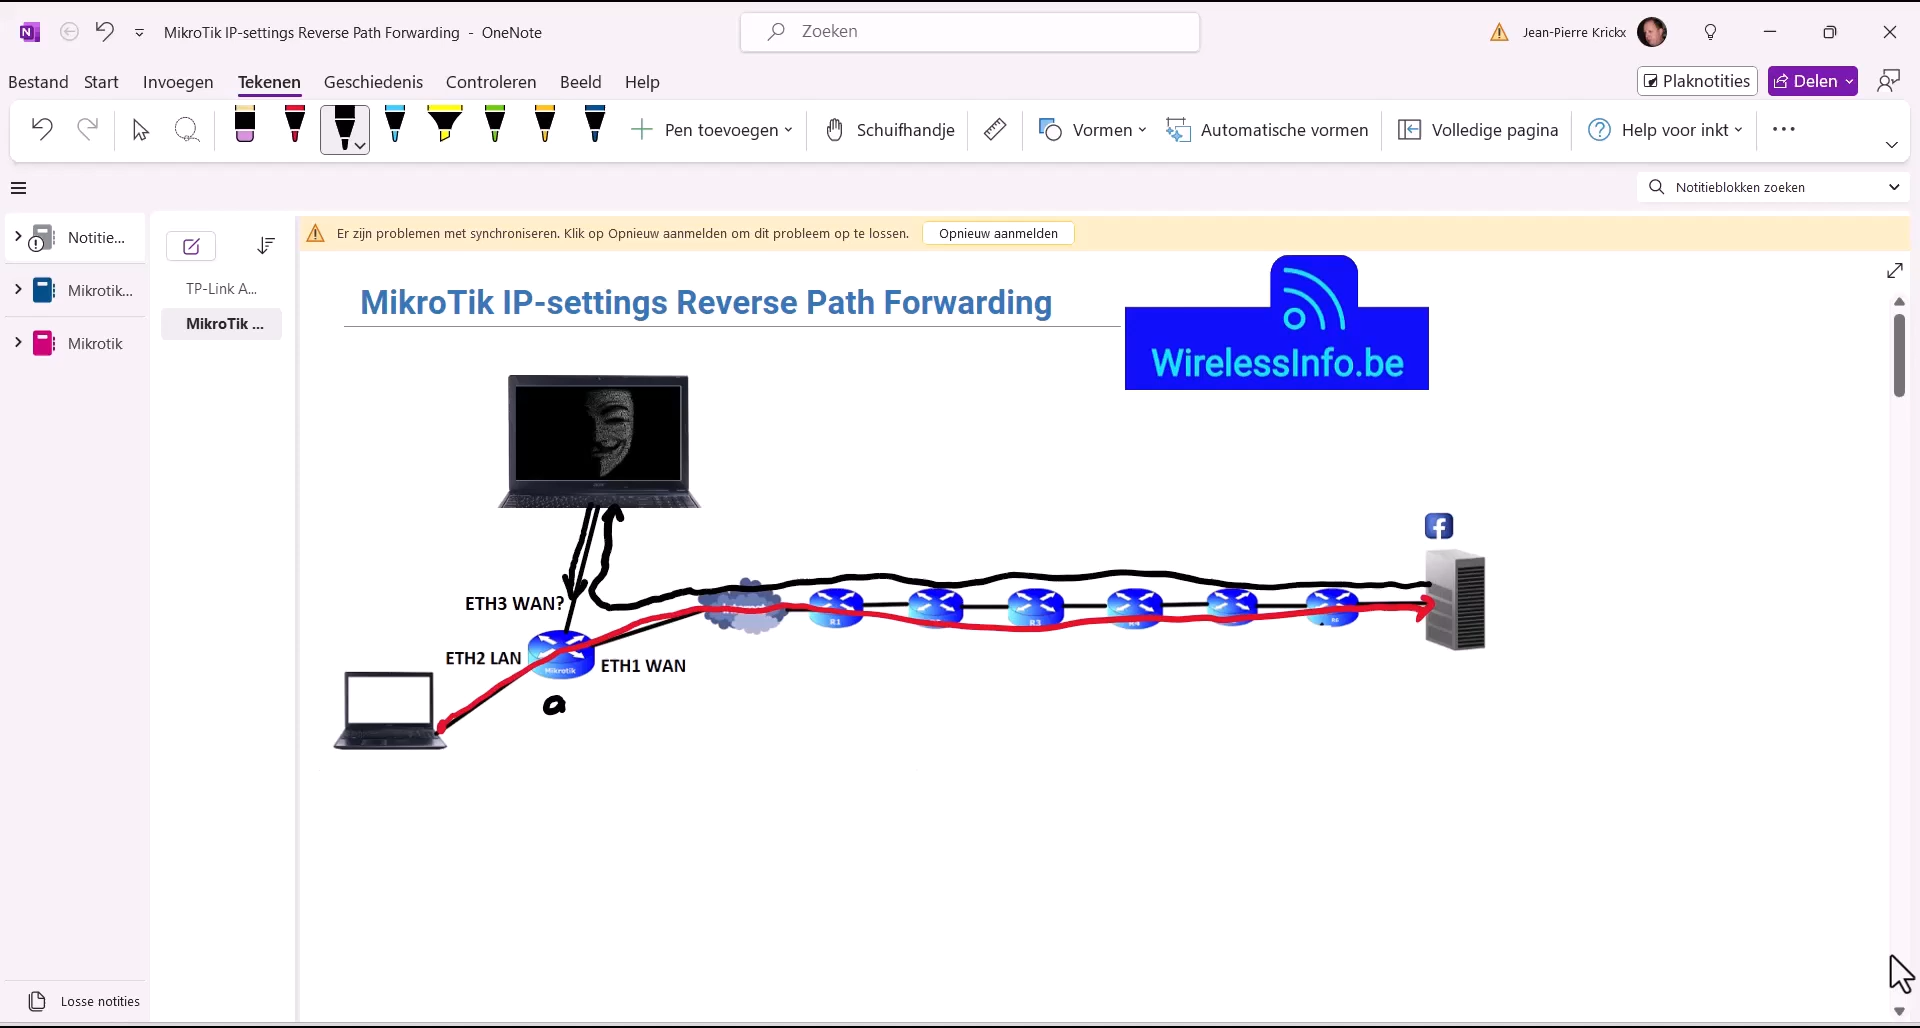 MikroTik IP-settings Reverse Path Forwarding - OneNote
Zoeken
Jean-Pierre Krickx
Bestand Start Invoegen Tekenen Geschiedenis Controleren Beeld Help
Plaknotities
Delen
Pen toevoegen
Schuifhandje
Vormen
Automatische vormen
Volledige pagina
Help voor inkt
Notitieblokken zoeken
Notitie...
Mikrotik...
Mikrotik
TP-Link A...
MikroTik ...
Er zijn problemen met synchroniseren. Klik op Opnieuw aanmelden om dit probleem op te lossen.
Opnieuw aanmelden
MikroTik IP-settings Reverse Path Forwarding
WirelessInfo.be
ETH3 WAN?
R1
R3
ETH2 LAN
Mikrotik
ETH1 WAN
a
Losse notities